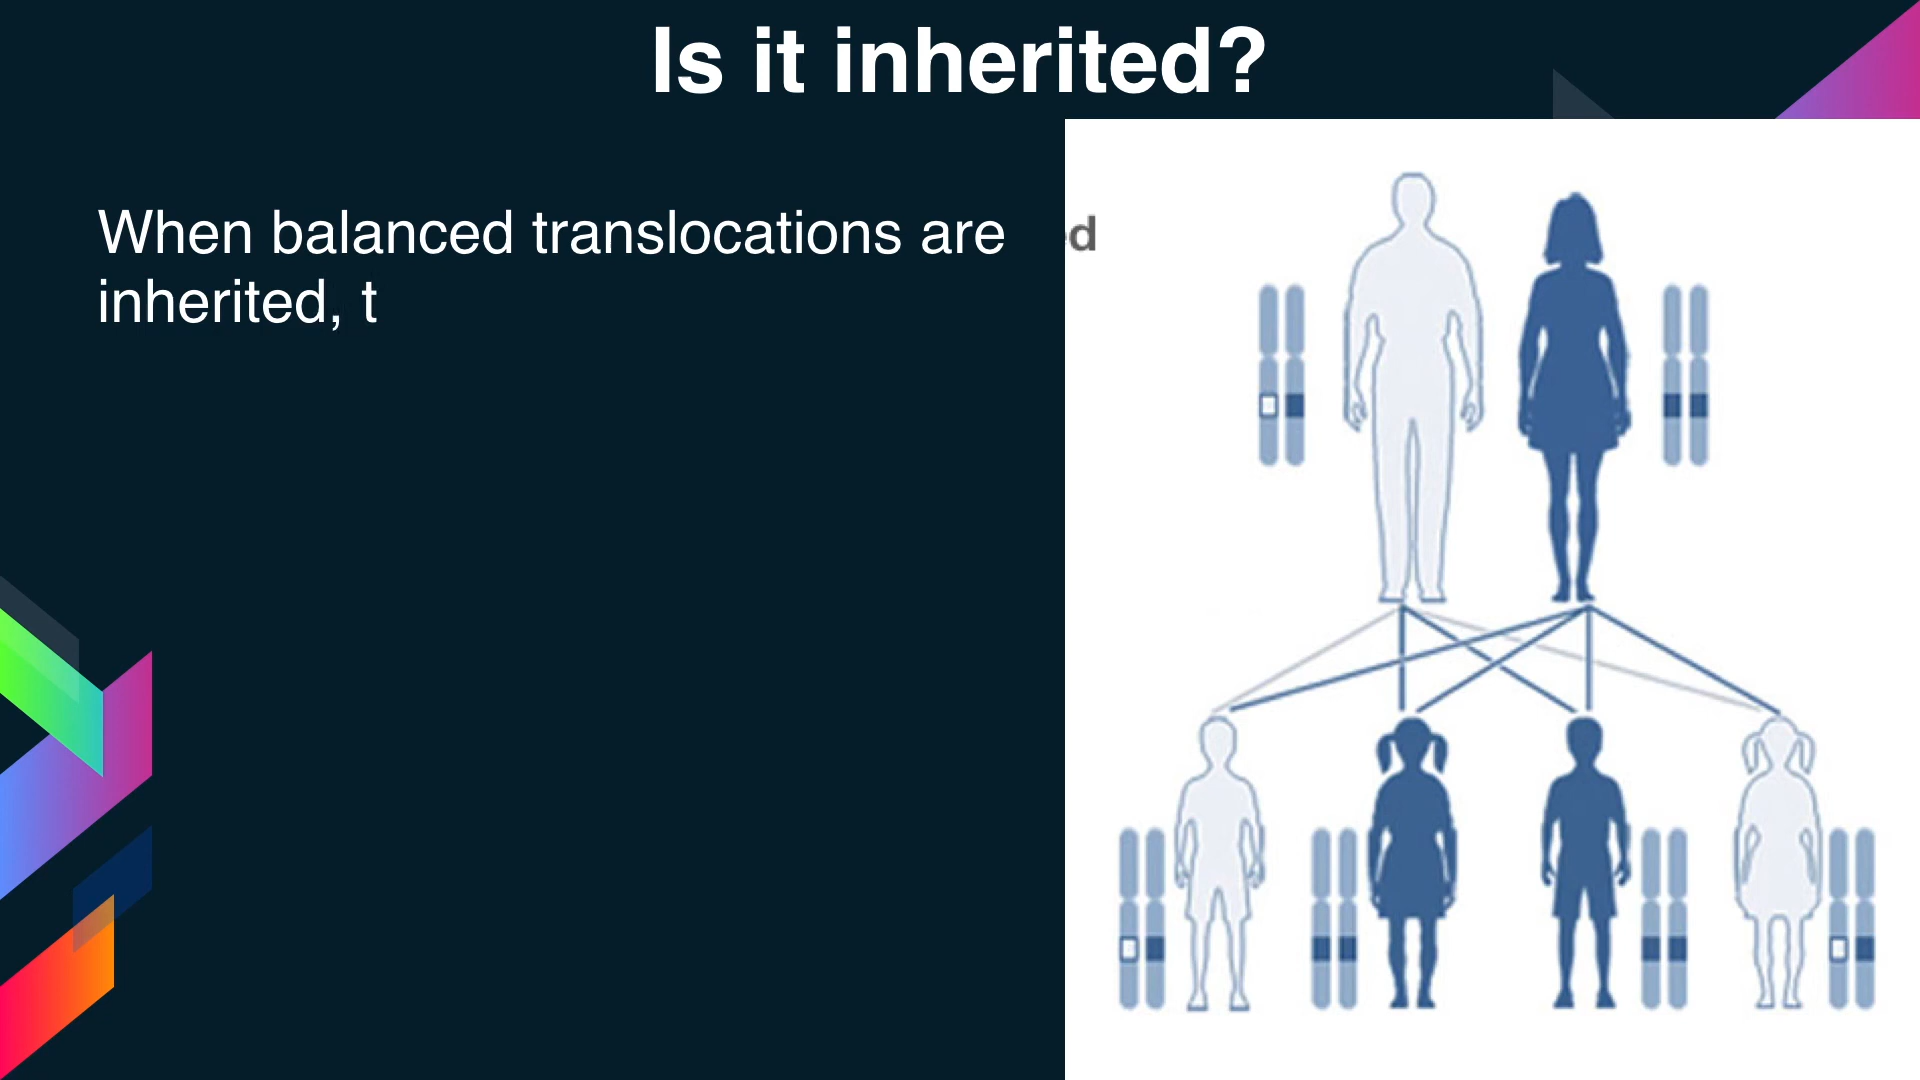 Is it inherited?
When balanced translocations are
inherited, t
d